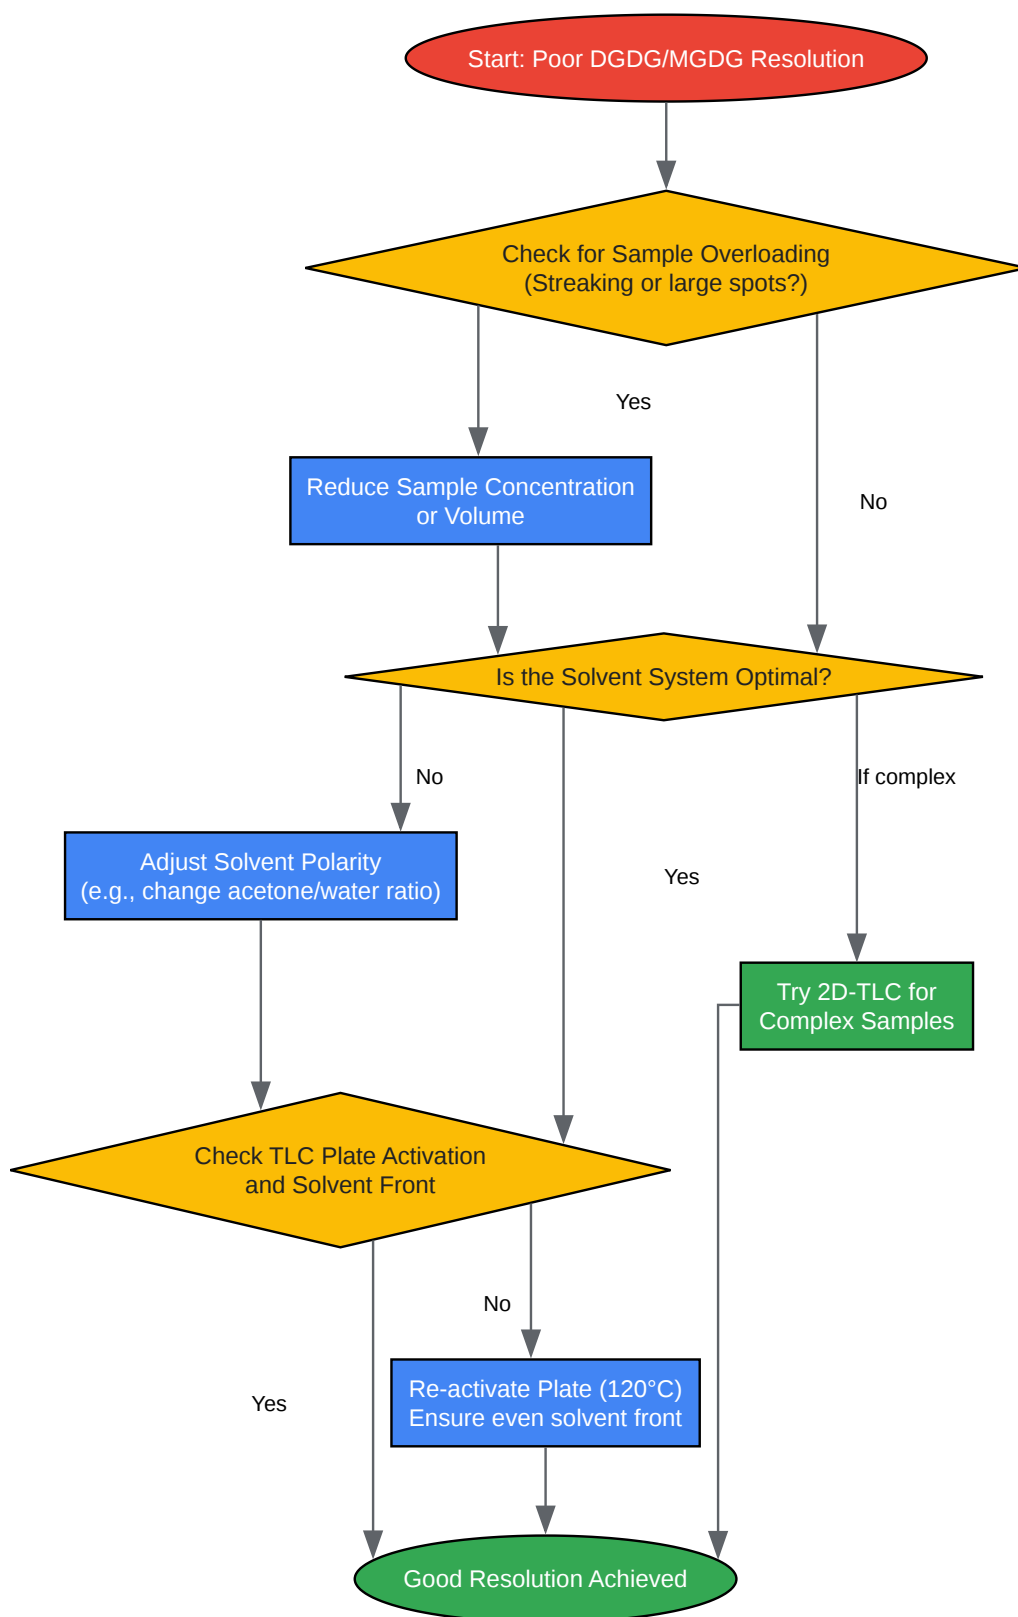 Start: Poor DGDG/MGDG Resolution
Check for Sample Overloading
(Streaking or large spots?)
Yes
Reduce Sample Concentration
or Volume
No
Is the Solvent System Optimal?
No
If complex
Adjust Solvent Polarity
(e.g., change acetone/water ratio)
Yes
Try 2D-TLC for
Complex Samples
Check TLC Plate Activation
and Solvent Front
No
Re-activate Plate (120°C)
Ensure even solvent front
Yes
Good Resolution Achieved